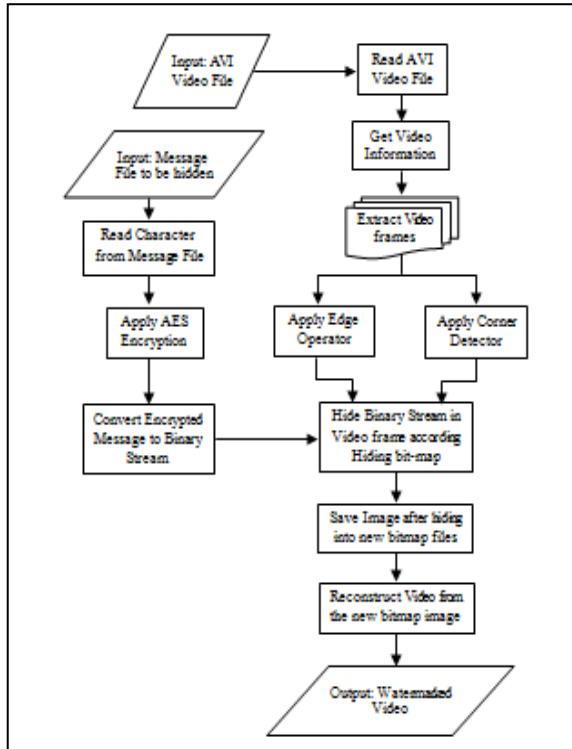 Input: AVI
Video File
Read AVI
Video File
Get Video
Information
Input: Message
File to be hidden
Extract Video
frames
Read Character
from Message File
Apply AES
Encryption
Apply Edge
Operator
Apply Corner
Detector
Convert Encrypted
Message to Binary
Stream
Hide Binary Stream in
Video frame according
Hiding bit-map
Save Image after hiding
into new bitmap files
Reconstruct Video from
the new bitmap image
Output: Watermarked
Video